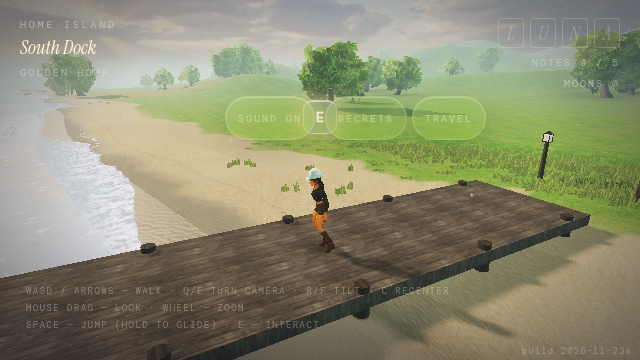 HOME ISLAND
South Dock
GOLDEN HOUR
LUNA
NOTES 0 / 5
MOONS 0
SOUND ON
E
SECRETS
TRAVEL
WASD / ARROWS — WALK · Q/E TURN CAMERA · R/F TILT · C RECENTER
MOUSE DRAG — LOOK · WHEEL — ZOOM
SPACE — JUMP (HOLD TO GLIDE) · E — INTERACT
build 2026-11-23a